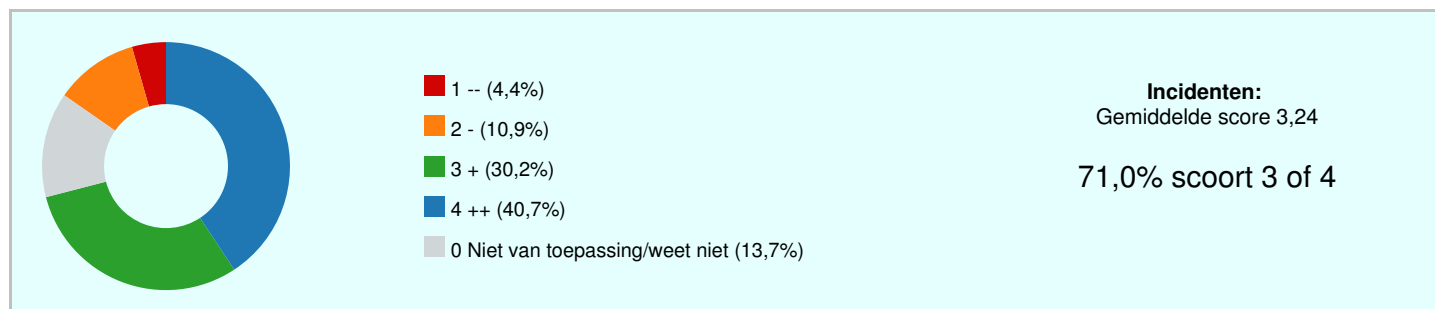 1 -- (4,4%)
2 - (10,9%)
3 + (30,2%)
4 ++ (40,7%)
0 Niet van toepassing/weet niet (13,7%)
Incidenten:
Gemiddelde score 3,24
71,0% scoort 3 of 4